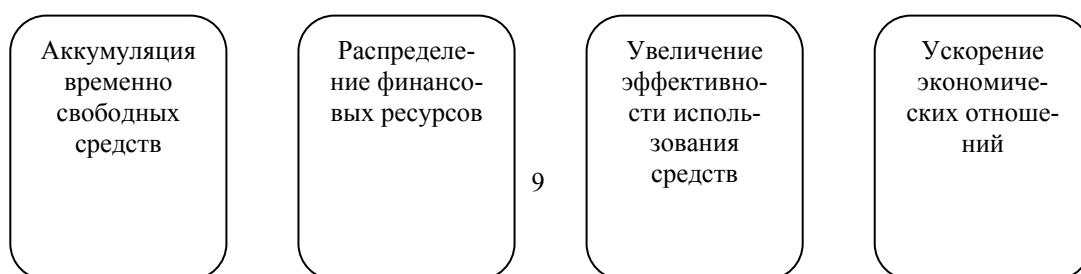 Аккумуляция
временно
свободных
средств
Распределе-
ние финансо-
вых ресурсов
9
Увеличение
эффективно-
сти исполь-
зования
средств
Ускорение
экономиче-
ских отноше-
ний